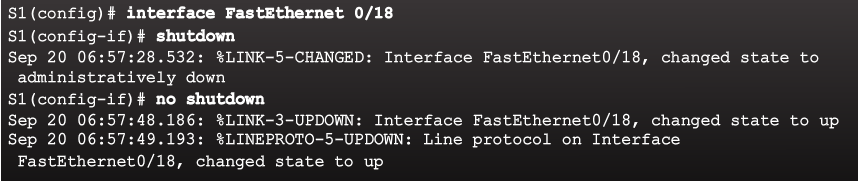 S1(config)# interface FastEthernet 0/18
S1(config-if)# shutdown
Sep 20 06:57:28.532: %LINK-5-CHANGED: Interface FastEthernet0/18, changed state to
administratively down
S1(config-if)# no shutdown
Sep 20 06:57:48.186: %LINK-3-UPDOWN: Interface FastEthernet0/18, changed state to up
Sep 20 06:57:49.193: %LINEPROTO-5-UPDOWN: Line protocol on Interface
FastEthernet0/18, changed state to up